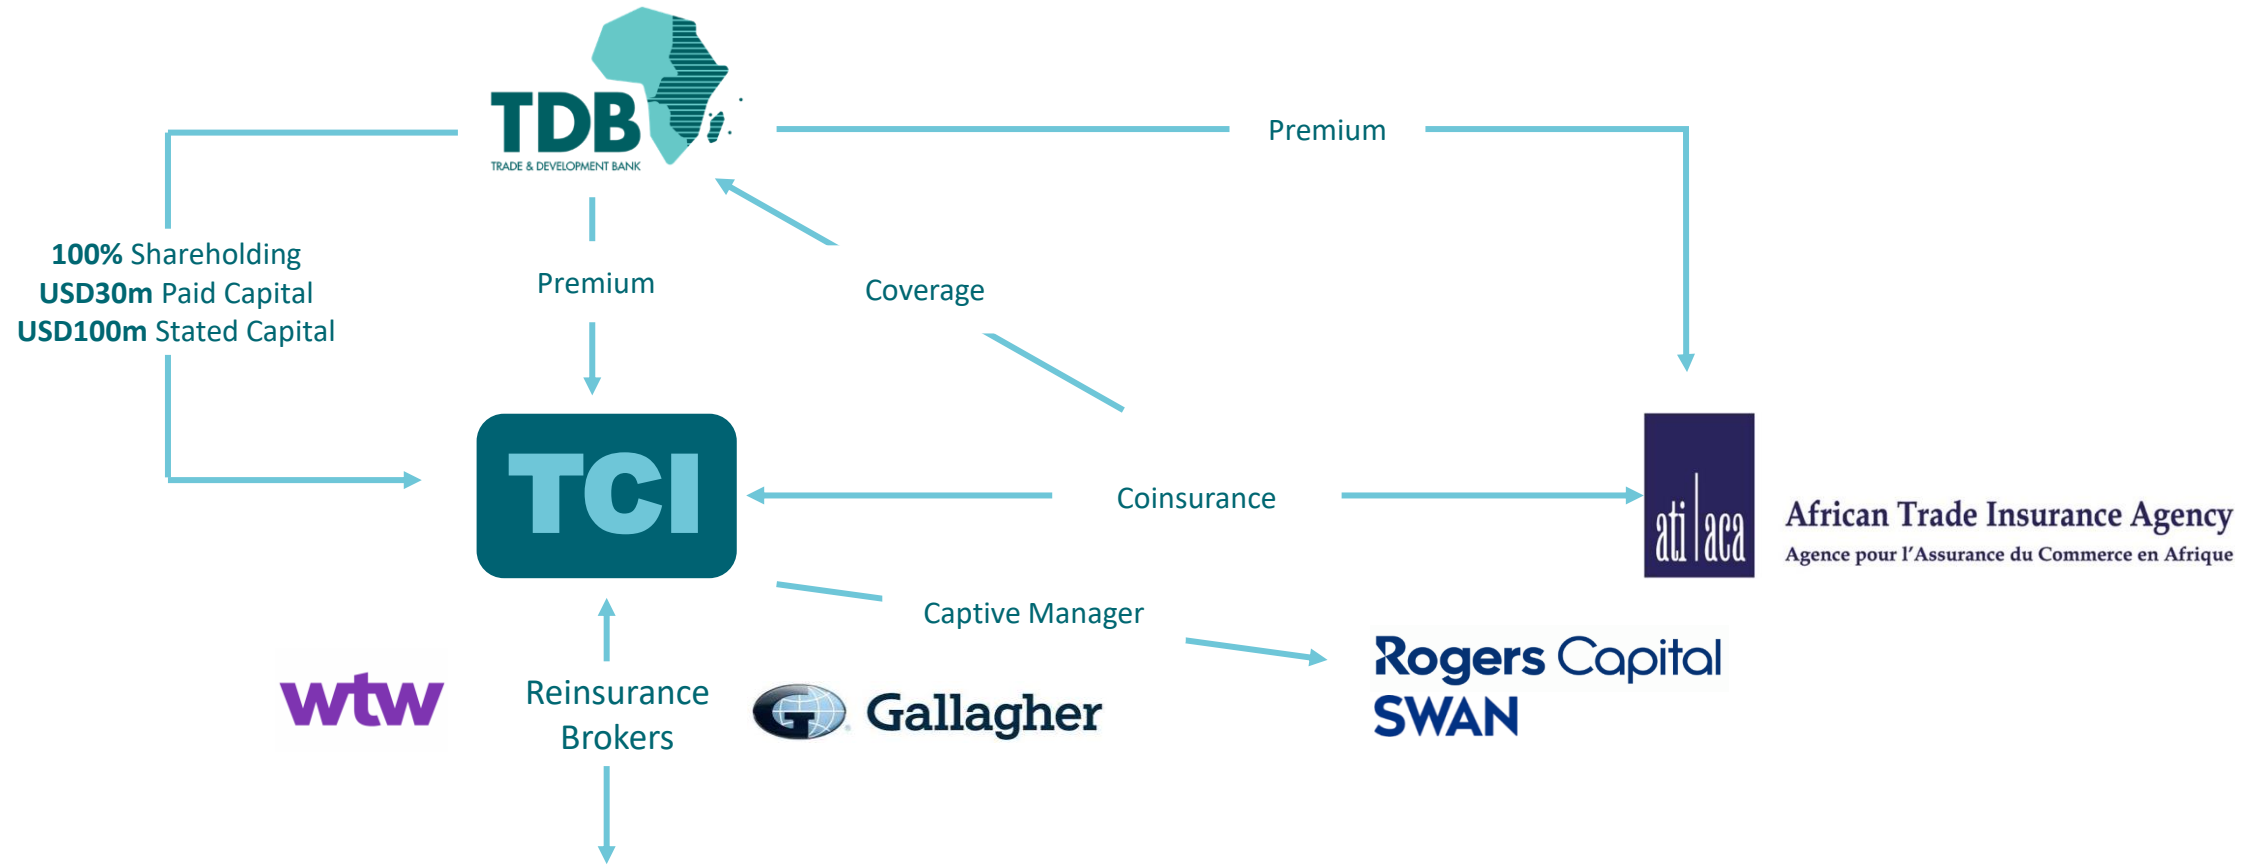 TDB
TRADE & DEVELOPMENT BANK
Premium
100% Shareholding
USD30m Paid Capital
USD100m Stated Capital
Premium
Coverage
TCI
Coinsurance
ati aca
African Trade Insurance Agency
Agence pour l'Assurance du Commerce en Afrique
Captive Manager
Rogers Capital
SWAN
wtw
Reinsurance
Brokers
G Gallagher